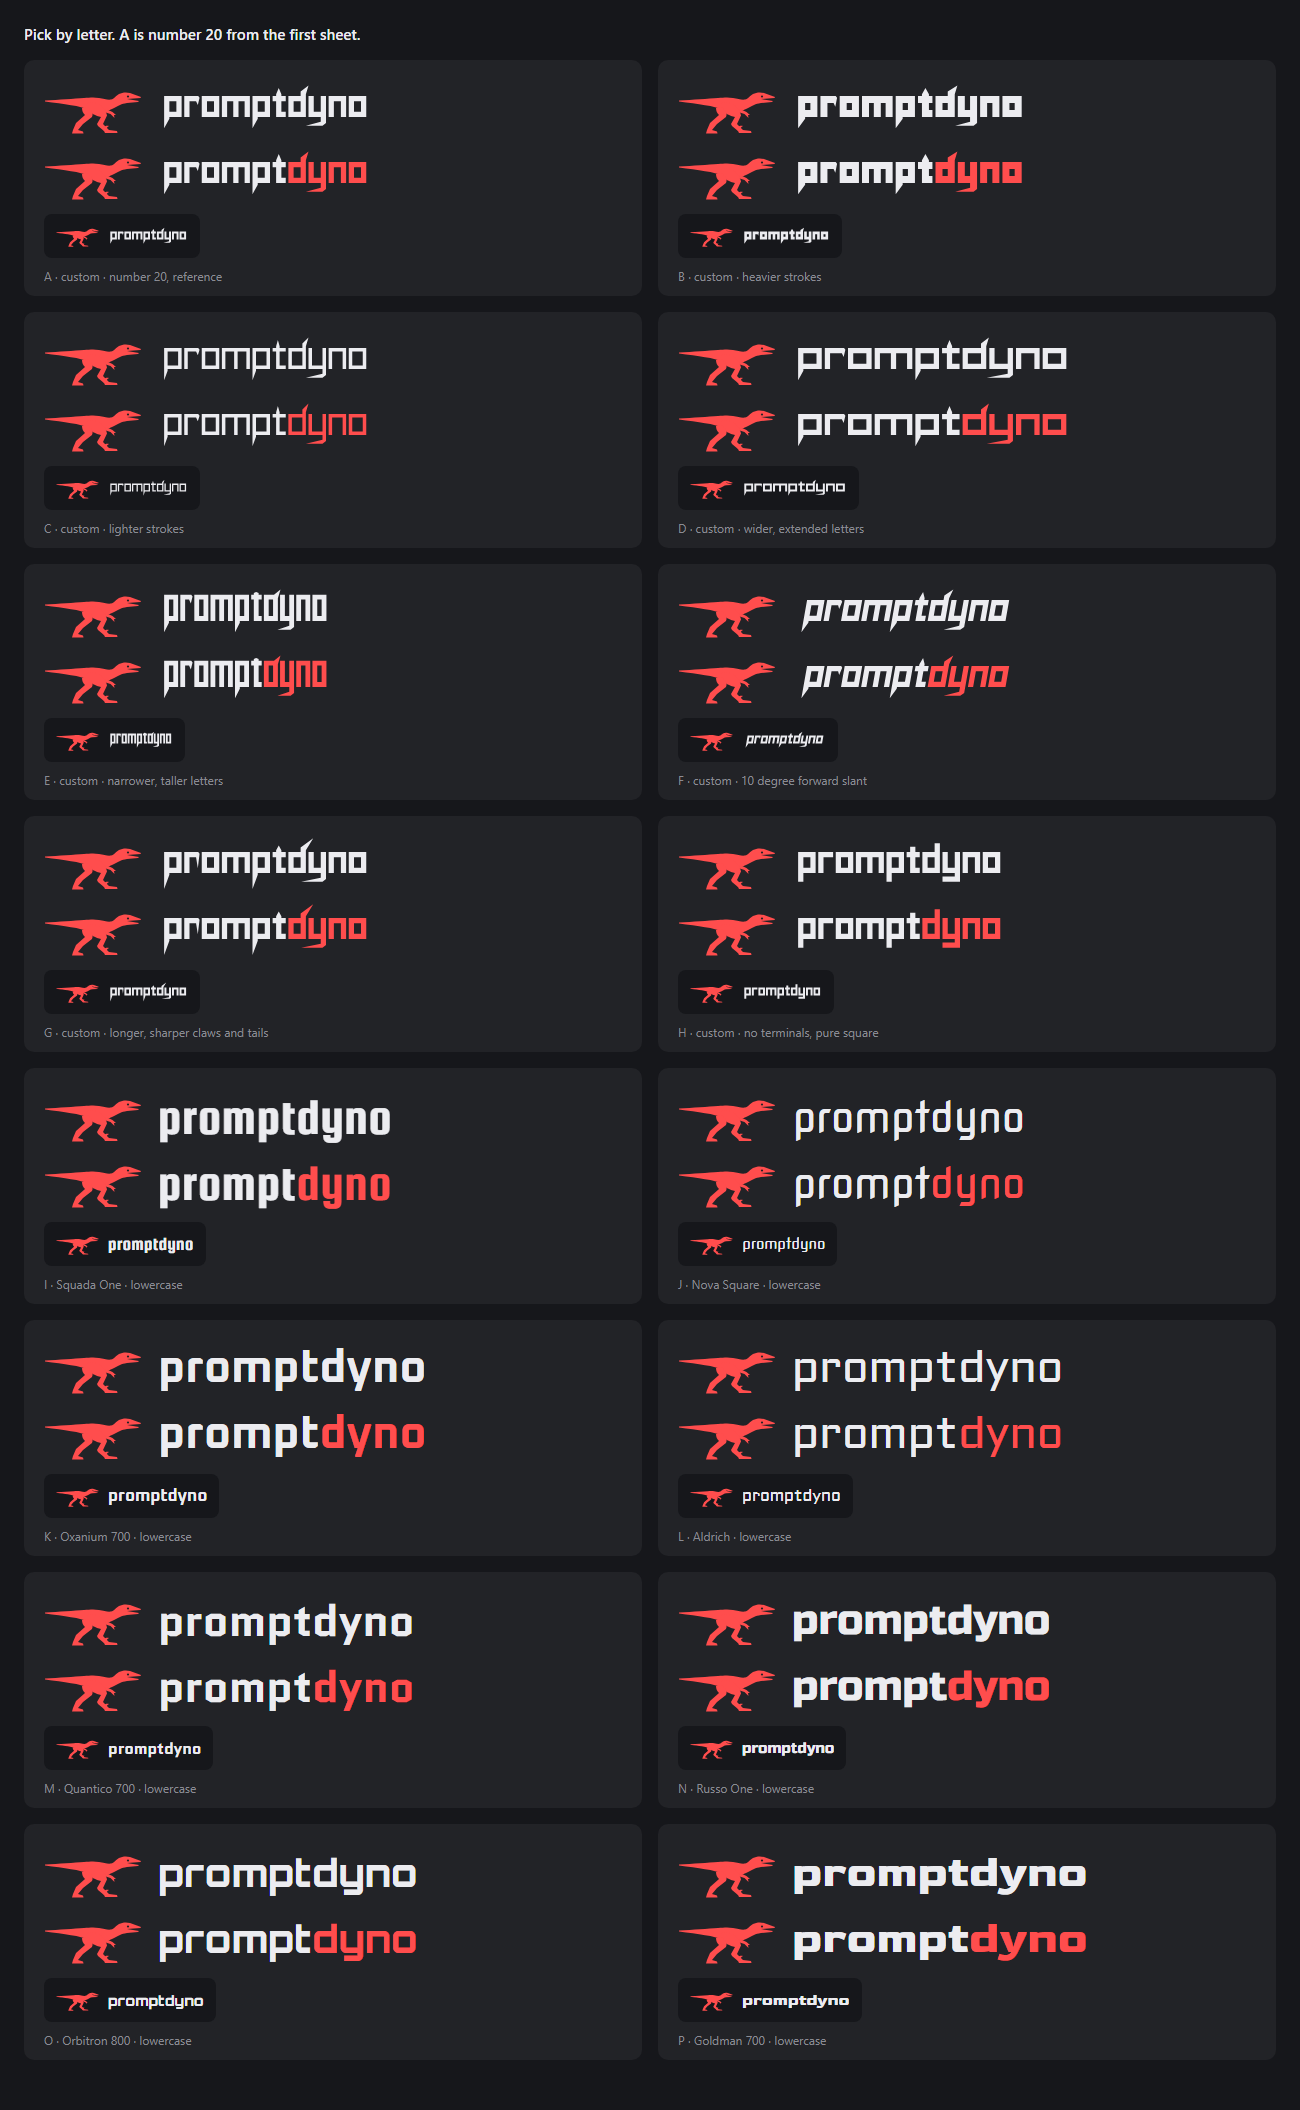 Pick by letter. A is number 20 from the first sheet.
promptdyno
promptdyno
promptdyno
A · custom · number 20, reference
promptdyno
promptdyno
promptdyno
B · custom · heavier strokes
promptdyno
promptdyno
promptdyno
C · custom · lighter strokes
promptdyno
promptdyno
promptdyno
D · custom · wider, extended letters
promptdyno
promptdyno
promptdyno
E · custom · narrower, taller letters
promptdyno
promptdyno
promptdyno
F · custom · 10 degree forward slant
promptdyno
promptdyno
promptdyno
G · custom · longer, sharper claws and tails
promptdyno
promptdyno
promptdyno
H · custom · no terminals, pure square
promptdyno
promptdyno
promptdyno
I · Squada One · lowercase
promptdyno
promptdyno
promptdyno
J · Nova Square · lowercase
promptdyno
promptdyno
promptdyno
K · Oxanium 700 · lowercase
promptdyno
promptdyno
promptdyno
L · Aldrich · lowercase
promptdyno
promptdyno
promptdyno
M · Quantico 700 · lowercase
promptdyno
promptdyno
promptdyno
N · Russo One · lowercase
promptdyno
promptdyno
promptdyno
O · Orbitron 800 · lowercase
promptdyno
promptdyno
promptdyno
P · Goldman 700 · lowercase